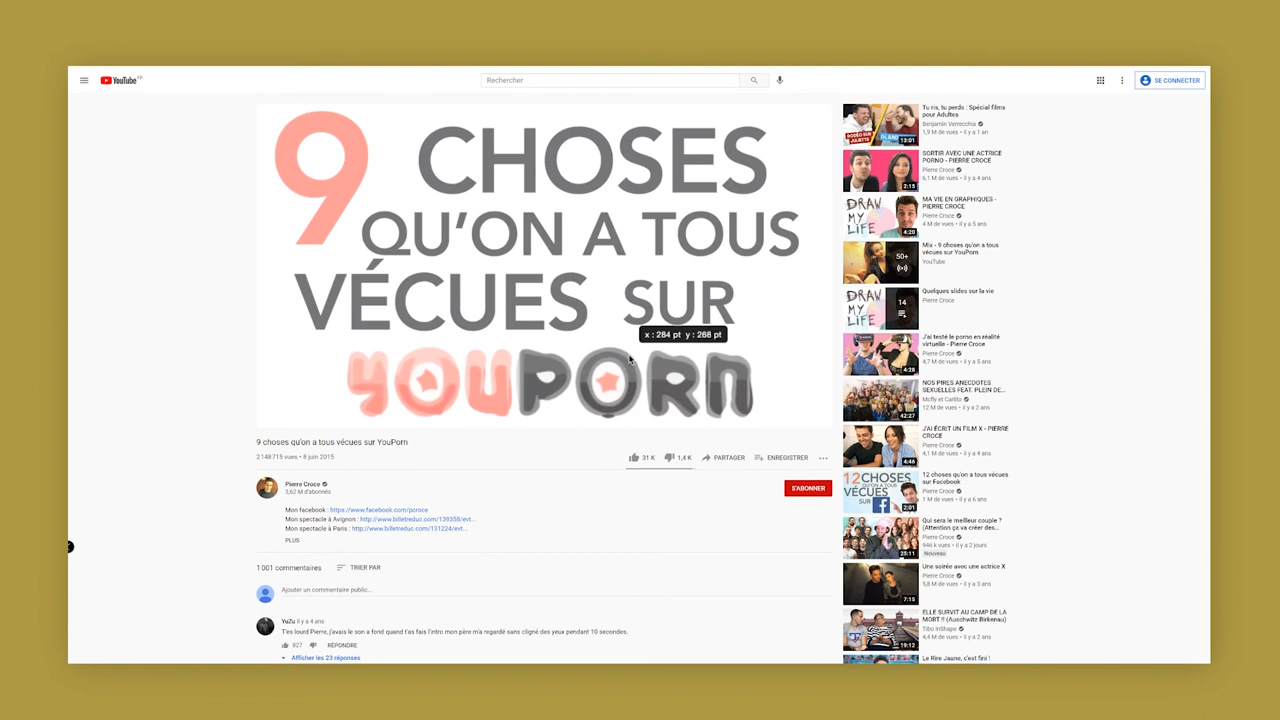 YouTube FR
Rechercher
SE CONNECTER
9 CHOSES
QU'ON A TOUS
VÉCUES SUR
x : 284 pt y : 268 pt
YOUPORN
9 choses qu'on a tous vécues sur YouPorn
2 148 715 vues • 8 juin 2015
31 K
1,4 K
PARTAGER
ENREGISTRER
Pierre Croce
3,62 M d'abonnés
S'ABONNER
Mon facebook : https://www.facebook.com/pcroce
Mon spectacle à Avignon : http://www.billetreduc.com/139358/evt...
Mon spectacle à Paris : http://www.billetreduc.com/131224/evt...
PLUS
1 001 commentaires
TRIER PAR
Ajouter un commentaire public...
YuZu il y a 4 ans
T'es lourd Pierre, j'avais le son a fond quand t'as fais l'intro mon père m'a regardé sans cligné des yeux pendant 10 secondes.
827
RÉPONDRE
Afficher les 23 réponses
RODÉO SUR
JULIETTE
13:01
Tu ris, tu perds : Spécial films
pour Adultes
Benjamin Verrecchia
1,9 M de vues • il y a 1 an
2:15
SORTIR AVEC UNE ACTRICE
PORNO - PIERRE CROCE
Pierre Croce
6,1 M de vues • il y a 4 ans
DRAW
MY
LIFE
4:20
MA VIE EN GRAPHIQUES -
PIERRE CROCE
Pierre Croce
4 M de vues • il y a 5 ans
50+
Mix - 9 choses qu'on a tous
vécues sur YouPorn
YouTube
DRAW
MY
LIFE
14
Quelques slides sur la vie
Pierre Croce
4:28
J'ai testé le porno en réalité
virtuelle - Pierre Croce
Pierre Croce
4,7 M de vues • il y a 5 ans
42:27
NOS PIRES ANECDOTES
SEXUELLES FEAT. PLEIN DE...
Mcfly et Carlito
12 M de vues • il y a 2 ans
4:46
J'AI ÉCRIT UN FILM X - PIERRE
CROCE
Pierre Croce
4,1 M de vues • il y a 4 ans
12 CHOSES
QU'ON A TOUS
VÉCUES
SUR
2:01
12 choses qu'on a tous vécues
sur Facebook
Pierre Croce
1 M de vues • il y a 6 ans
25:11
Qui sera le meilleur couple ?
(Attention ça va créer des...
Pierre Croce
946 k vues • il y a 2 jours
Nouveau
7:15
Une soirée avec une actrice X
Pierre Croce
5,8 M de vues • il y a 3 ans
19:12
ELLE SURVIT AU CAMP DE LA
MORT !! (Auschwitz Birkenau)
Tibo InShape
4,4 M de vues • il y a 2 ans
Le Rire Jaune, c'est fini !